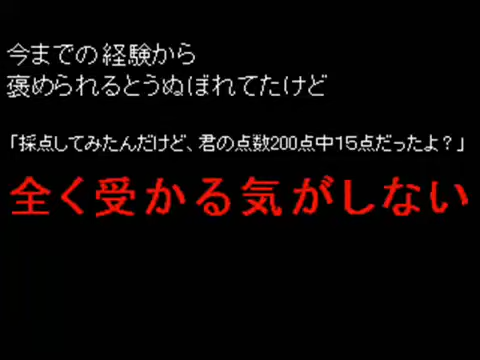 今までの経験から
褒められるとうぬぼれてたけど
「採点してみたんだけど、君の点数200点中15点だったよ？」
全く受かる気がしない